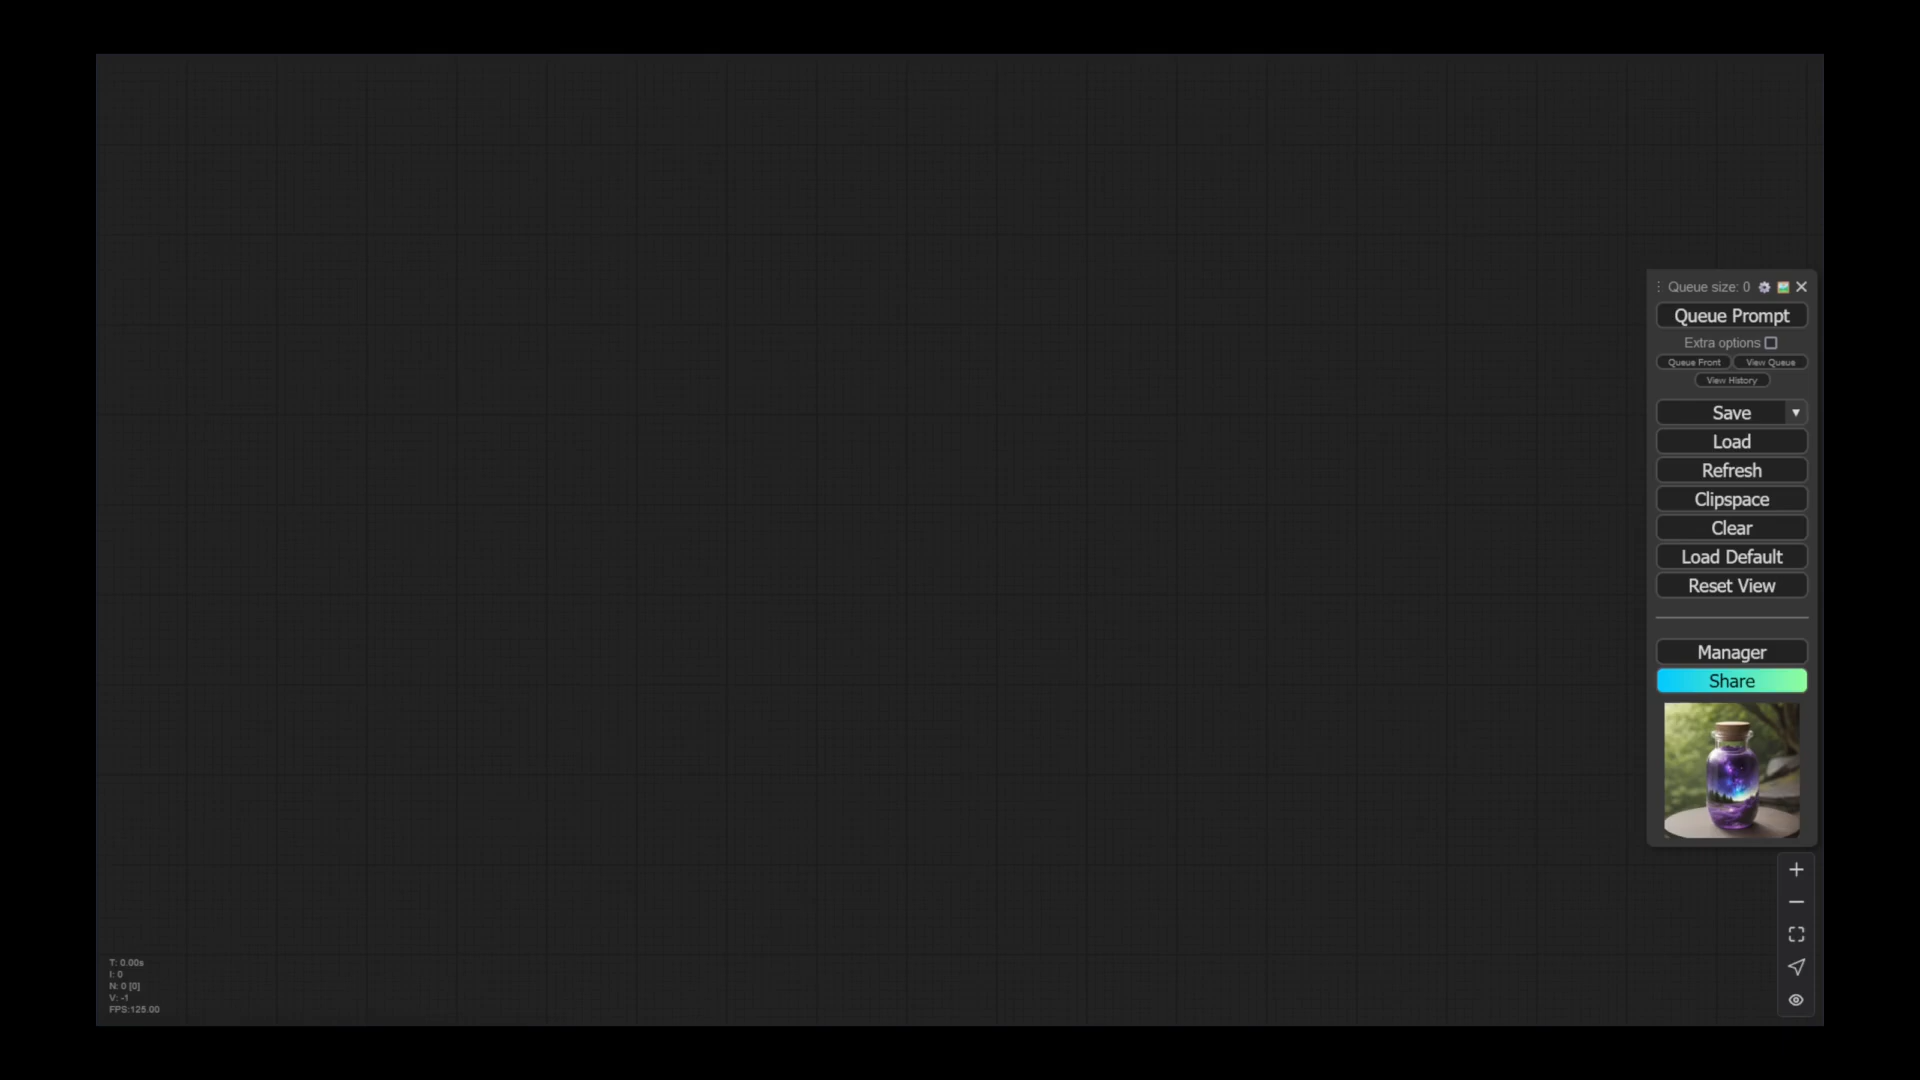 Queue size: 0
Queue Prompt
Extra options
Queue Front View Queue
View History
Save ▼
Load
Refresh
Clipspace
Clear
Load Default
Reset View
Manager
Share
T: 0.00s
I: 0
N: 0 [0]
V: -1
FPS:125.00